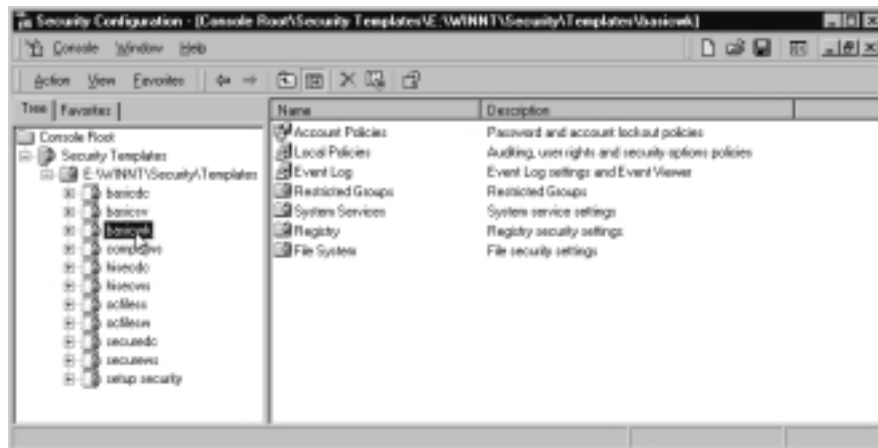 Security Configuration - [Console Root\Security Templates\E:\WINNT\Security\Templates\basicwk]
Console Window Help
Action View Favorites
Tree Favorites
Name Description
Console Root
Security Templates
E:\WINNT\Security\Templates
basicdc
basicsv
basicwk
compatws
hisecdc
hisecws
ocfiless
ocfilesw
securedc
securews
setup security
Account Policies Password and account lockout policies
Local Policies Auditing, user rights and security options policies
Event Log Event Log settings and Event Viewer
Restricted Groups Restricted Groups
System Services System service settings
Registry Registry security settings
File System File security settings